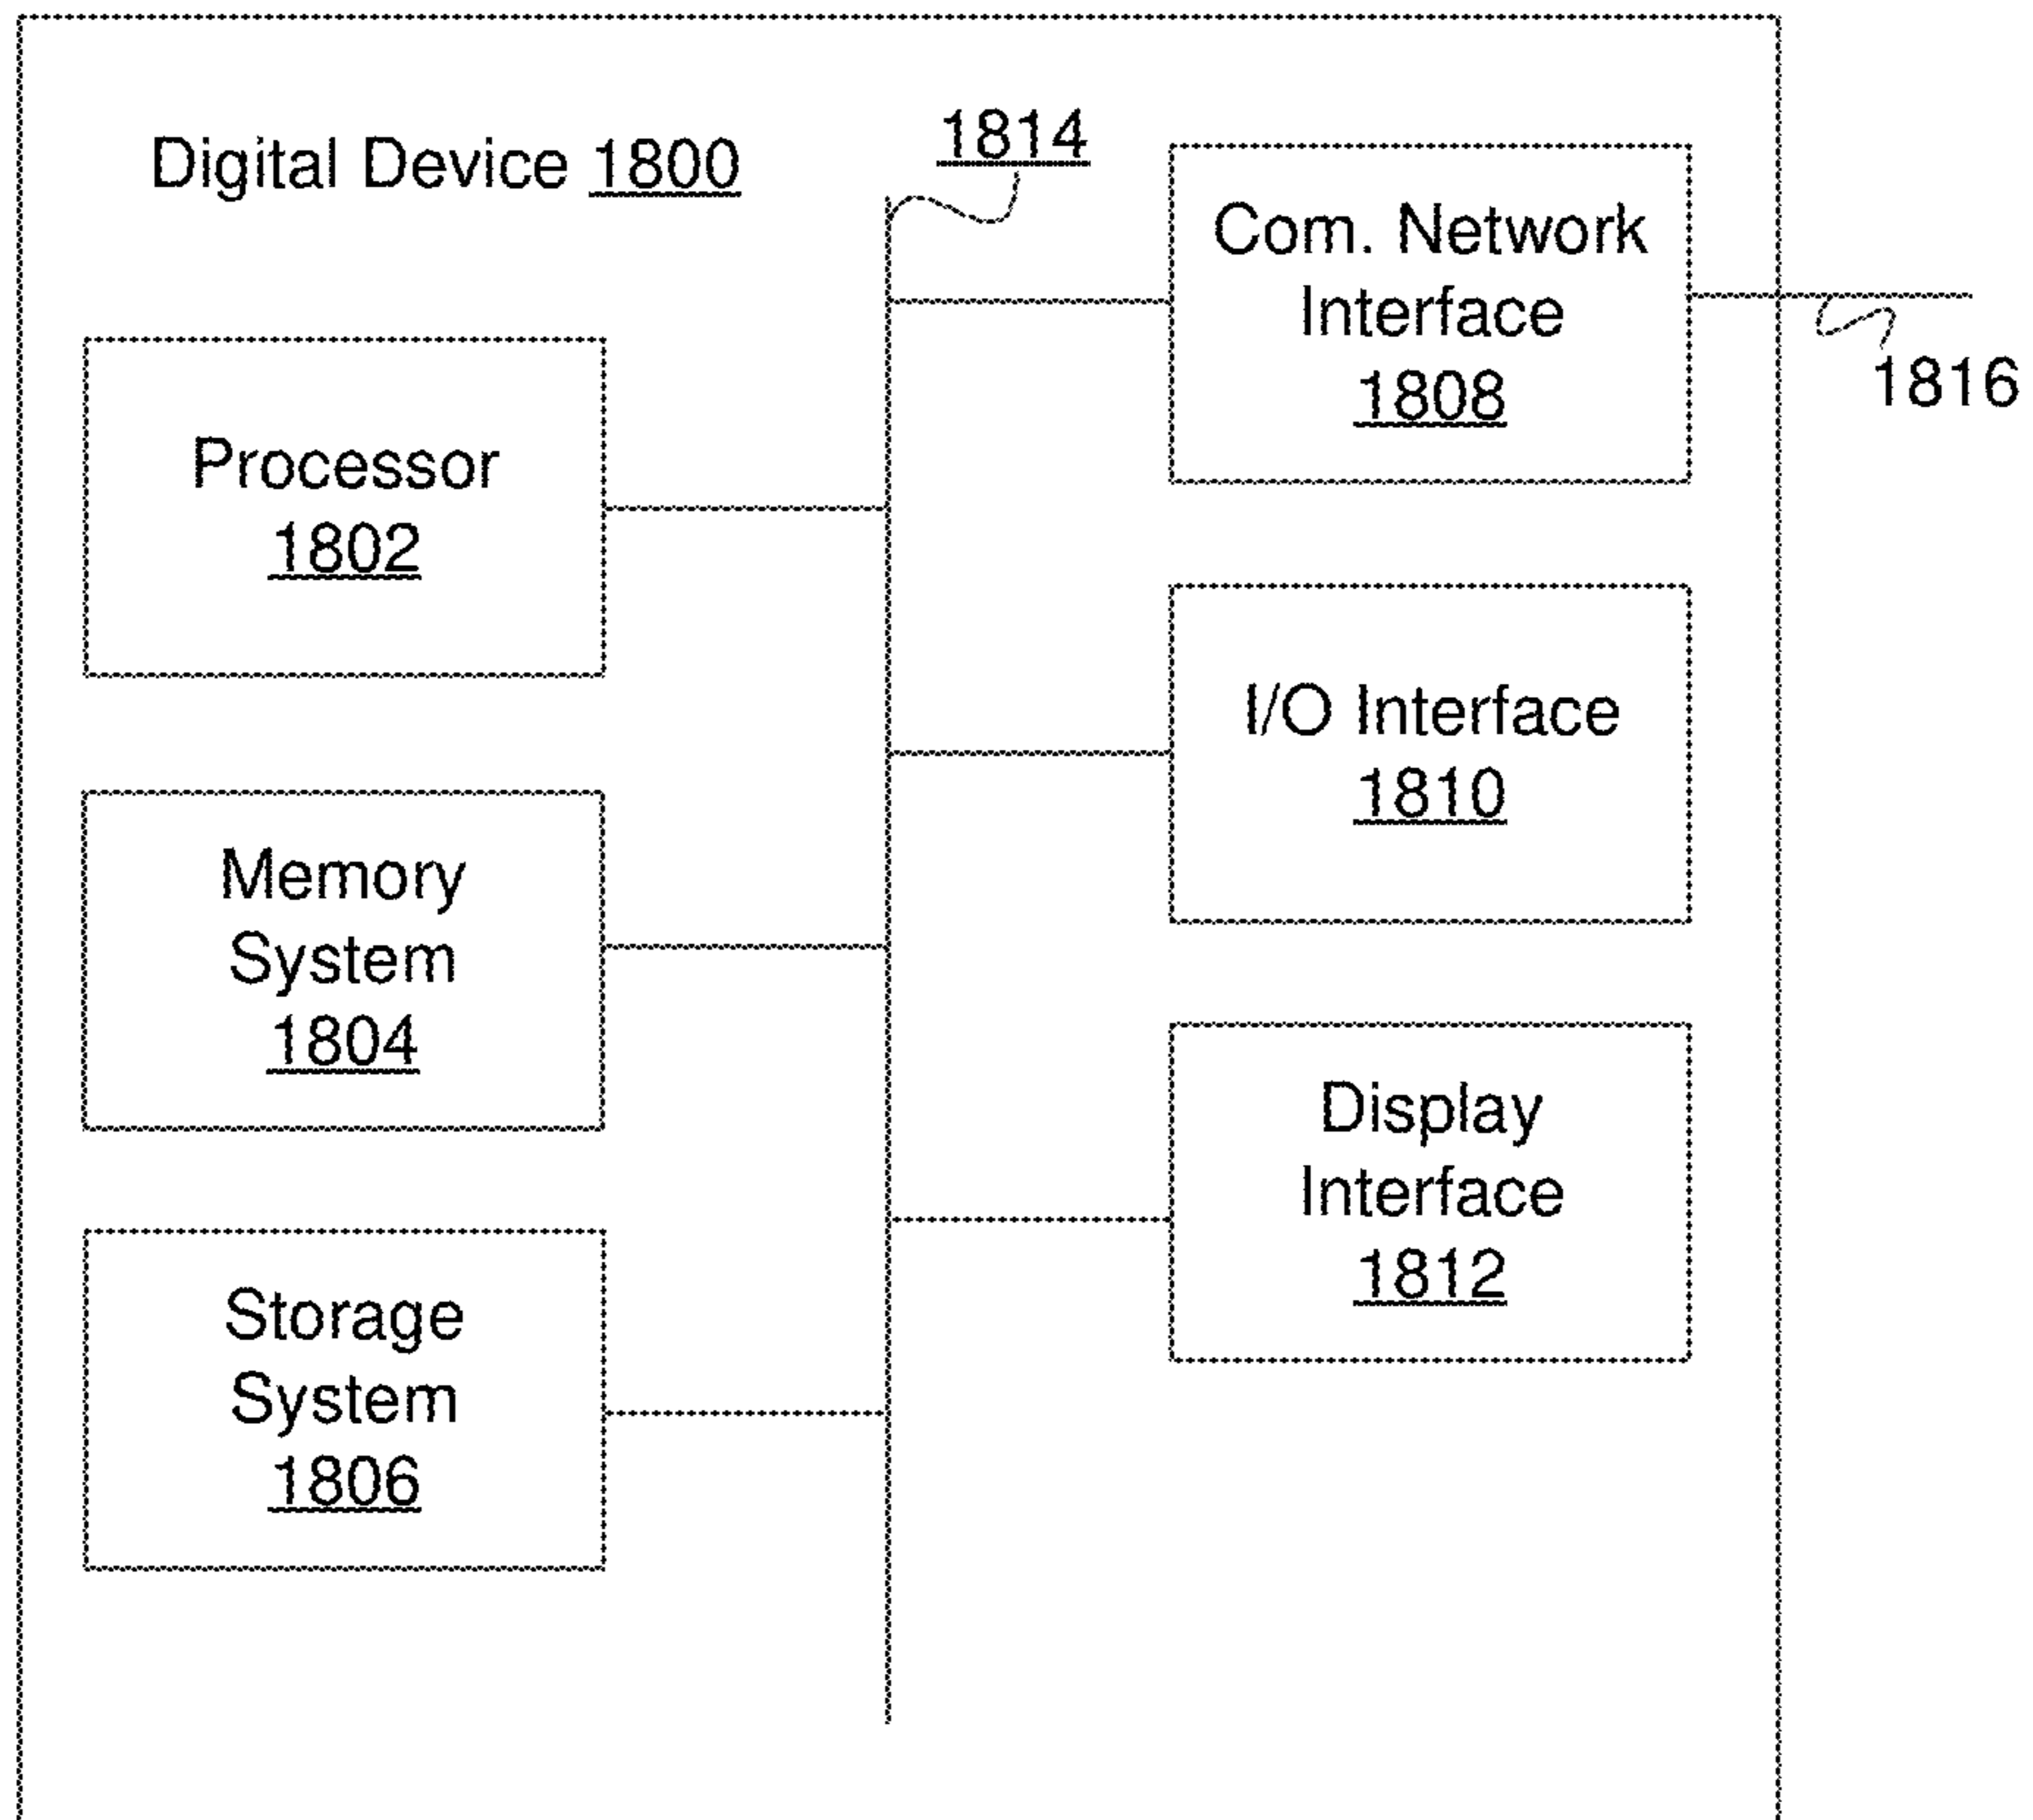 Digital Device 1800
1814
Com. Network
Interface
1808
1816
Processor
1802
I/O Interface
1810
Memory
System
1804
Display
Interface
1812
Storage
System
1806